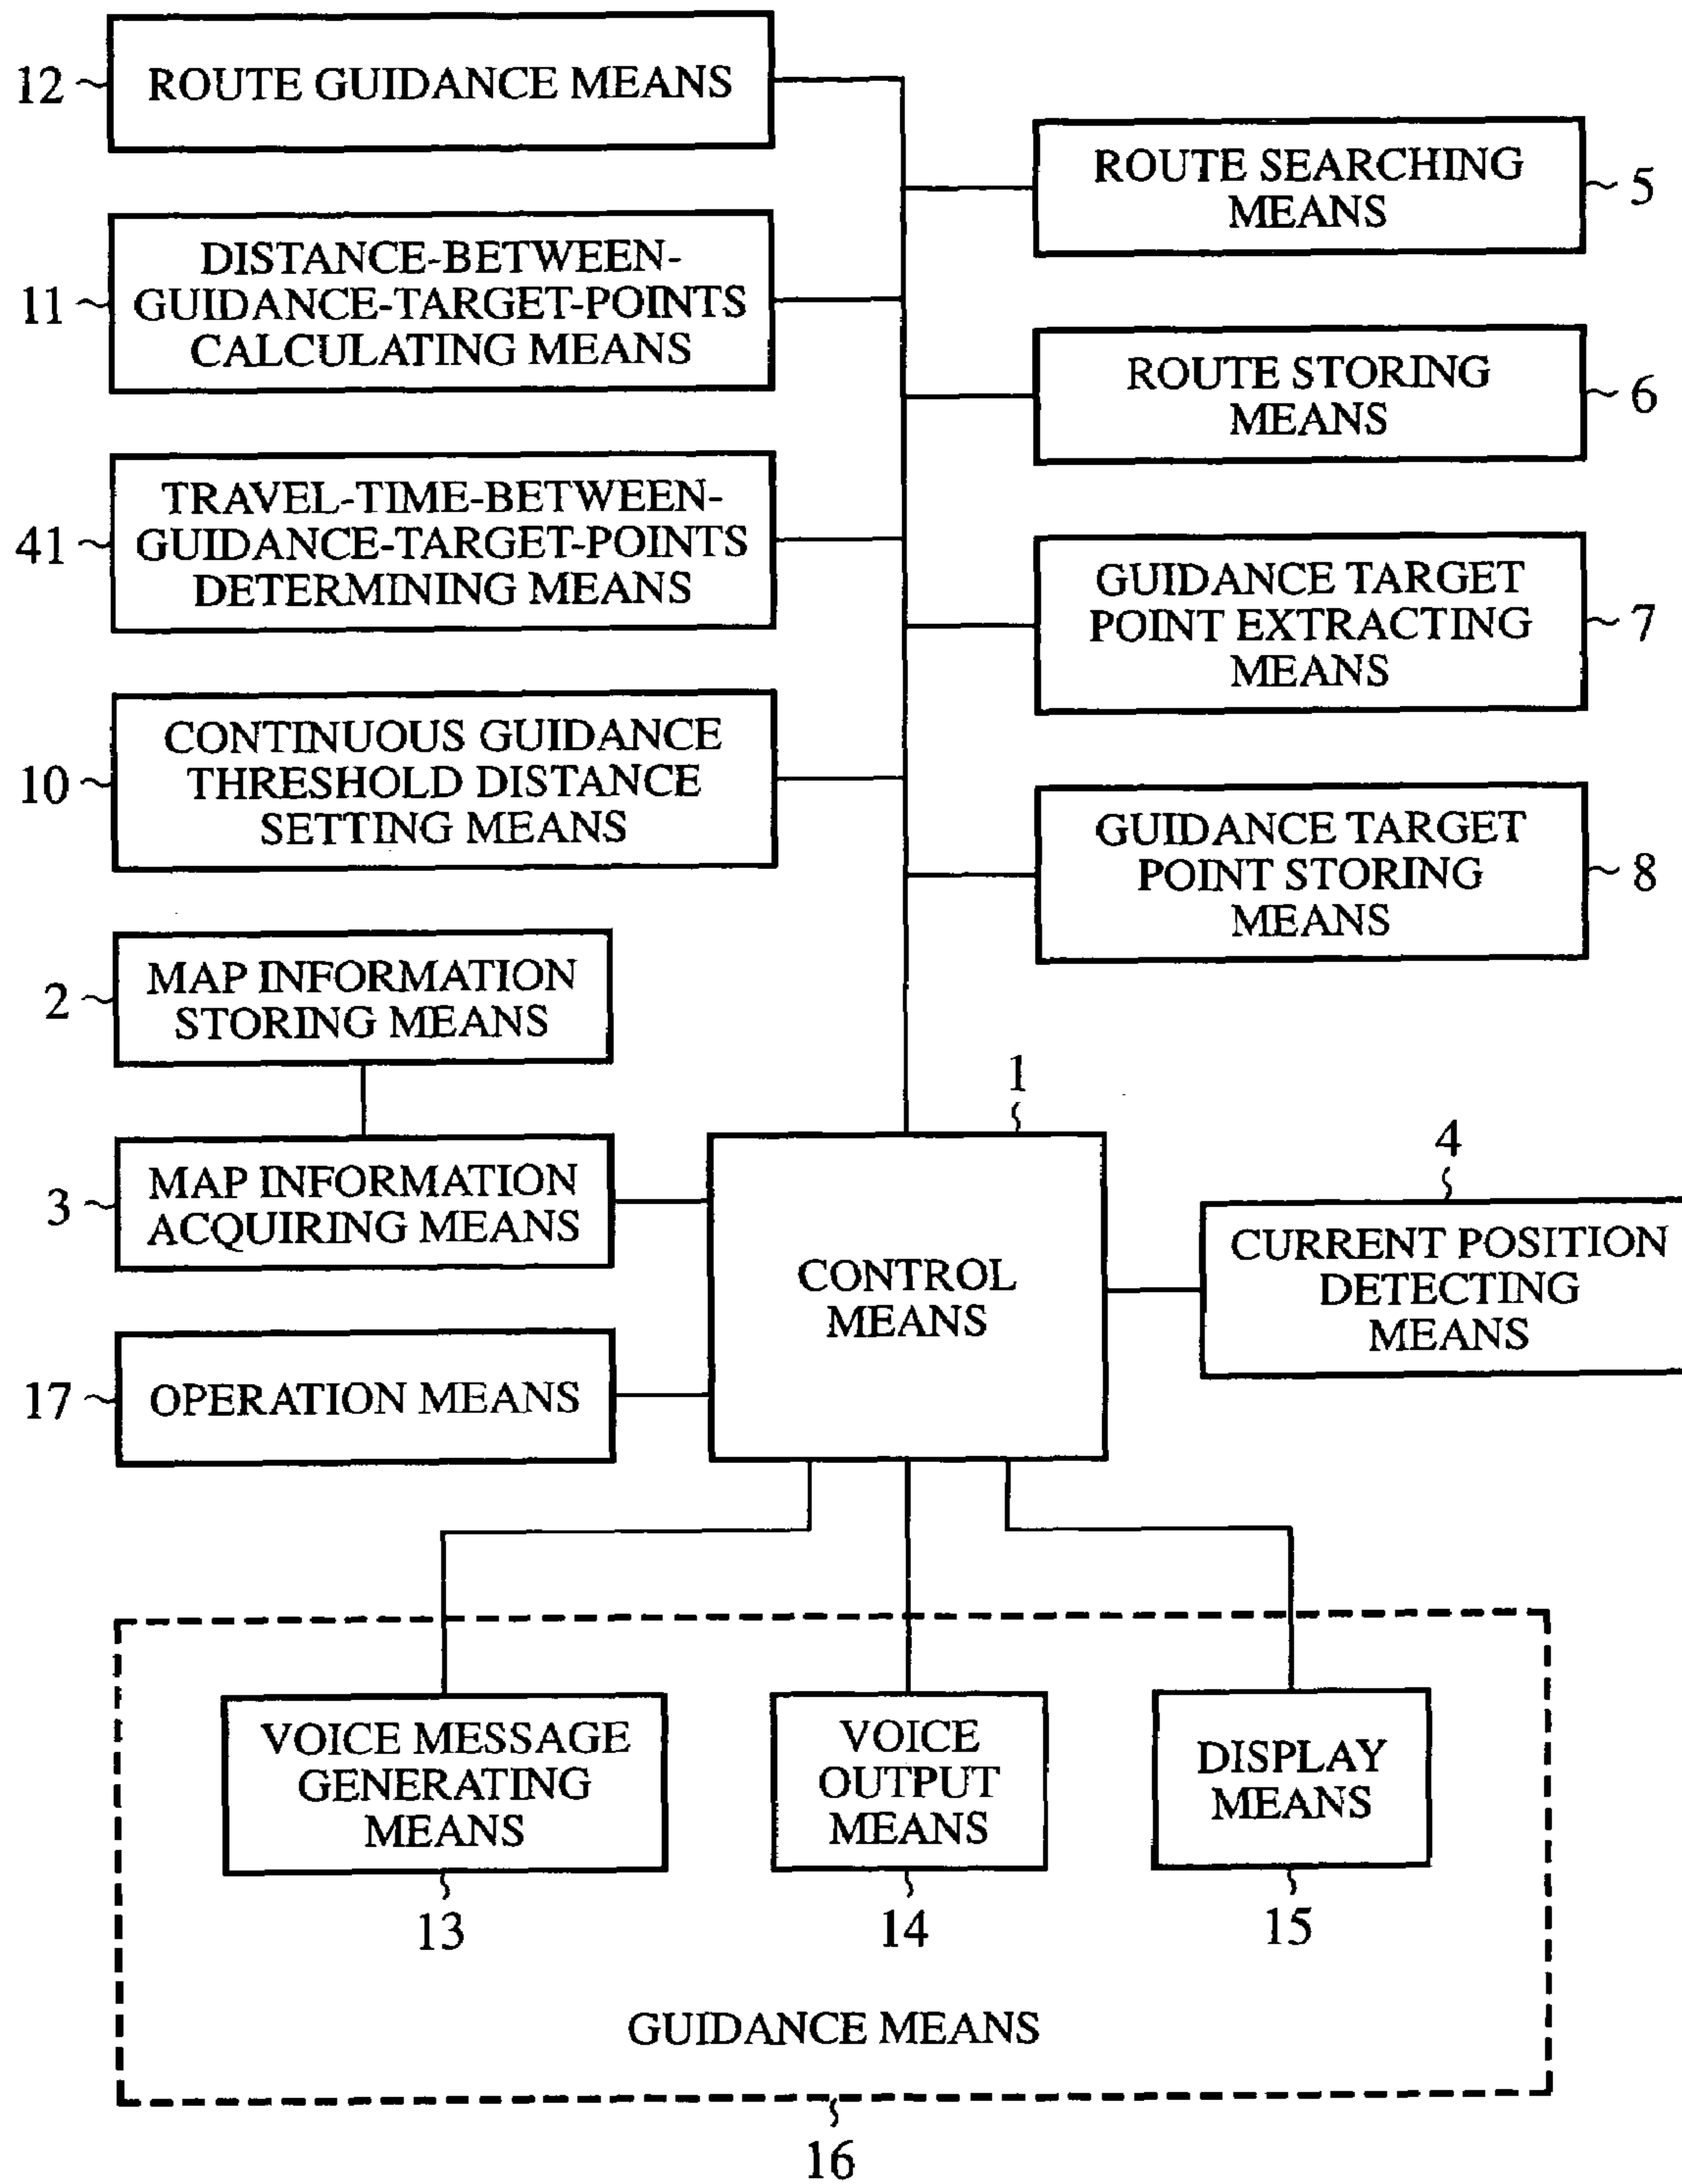 12
ROUTE GUIDANCE MEANS
ROUTE SEARCHING
MEANS
5
11
DISTANCE-BETWEEN-
GUIDANCE-TARGET-POINTS
CALCULATING MEANS
ROUTE STORING
MEANS
6
41
TRAVEL-TIME-BETWEEN-
GUIDANCE-TARGET-POINTS
DETERMINING MEANS
GUIDANCE TARGET
POINT EXTRACTING
MEANS
7
10
CONTINUOUS GUIDANCE
THRESHOLD DISTANCE
SETTING MEANS
GUIDANCE TARGET
POINT STORING
MEANS
8
2
MAP INFORMATION
STORING MEANS
3
MAP INFORMATION
ACQUIRING MEANS
1
CONTROL
MEANS
4
CURRENT POSITION
DETECTING
MEANS
17
OPERATION MEANS
VOICE MESSAGE
GENERATING
MEANS
13
VOICE
OUTPUT
MEANS
14
DISPLAY
MEANS
15
GUIDANCE MEANS
16